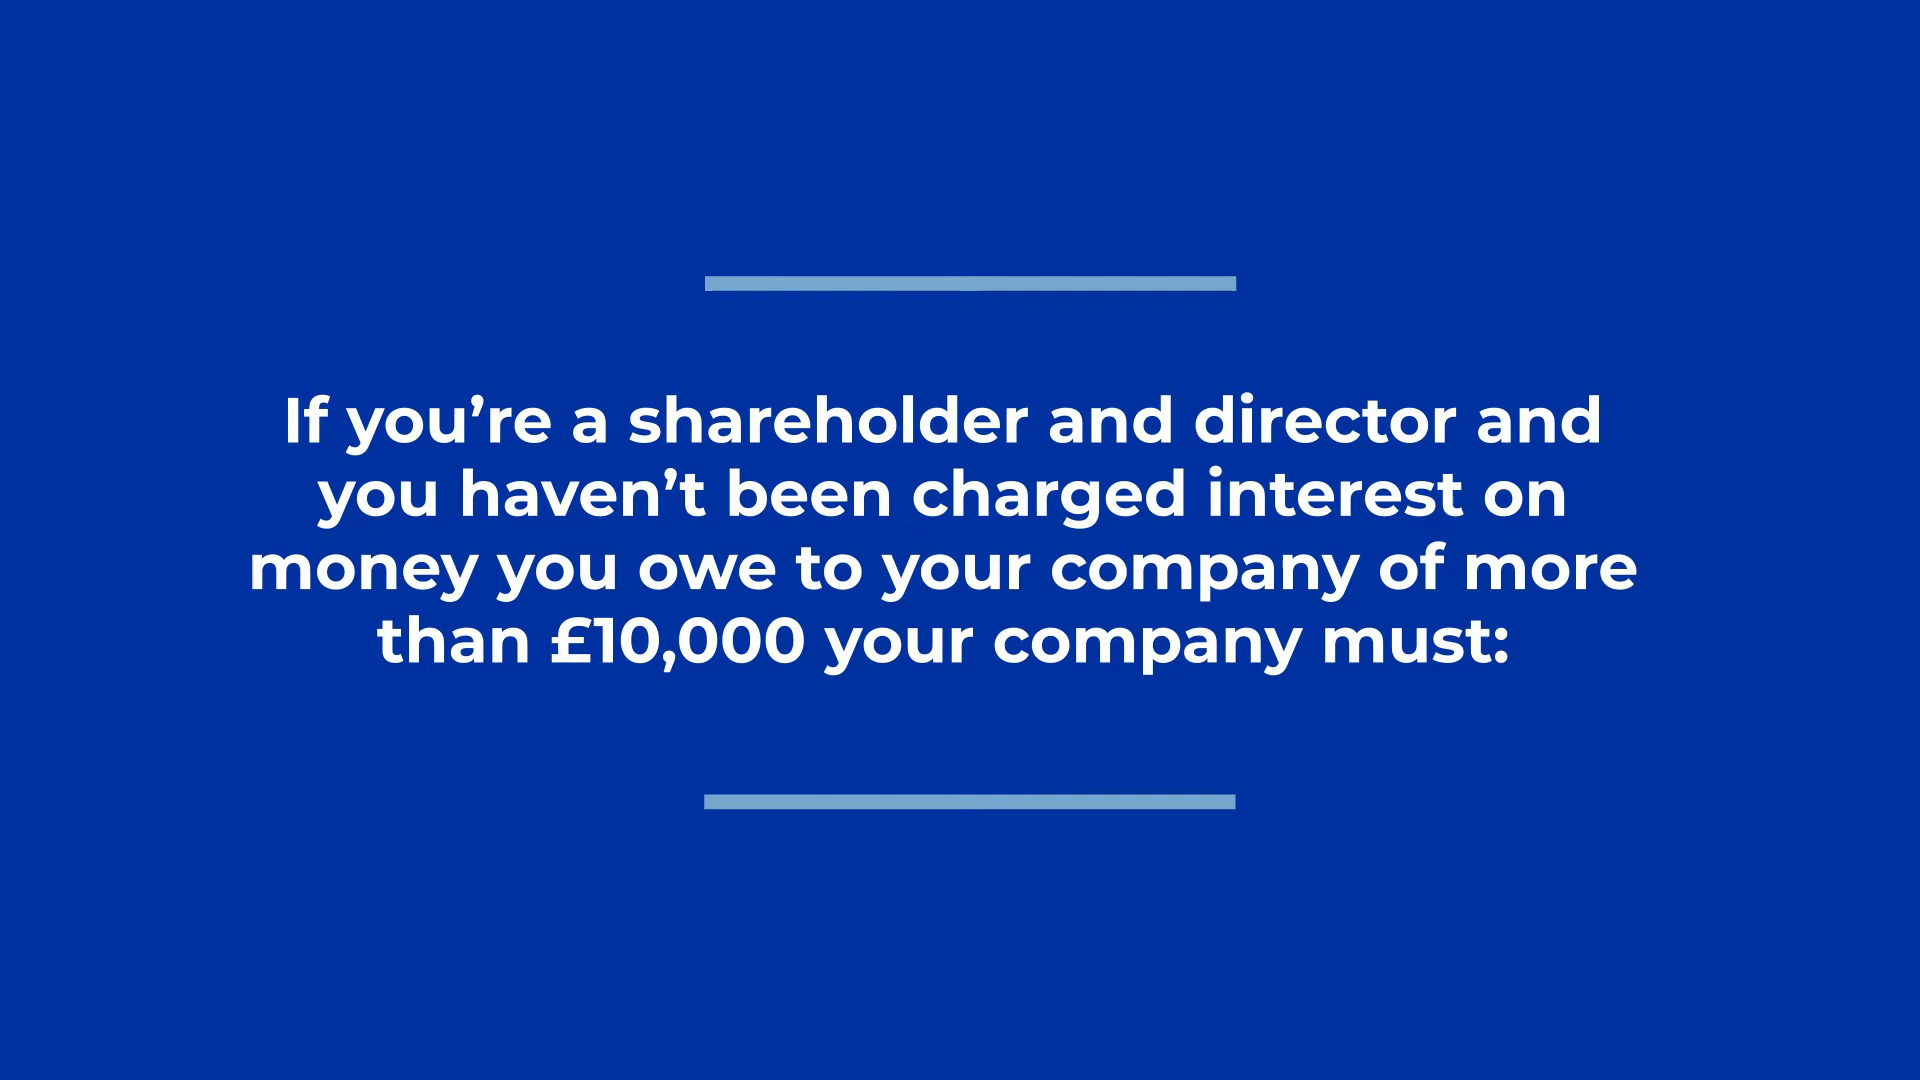 If you’re a shareholder and director and
you haven’t been charged interest on
money you owe to your company of more
than £10,000 your company must: